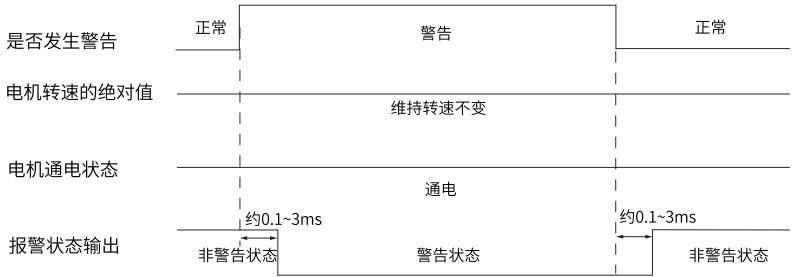 正常
警告
正常
是否发生警告
电机转速的绝对值
维持转速不变
电机通电状态
通电
约0.1~3ms
约0.1~3ms
报警状态输出
非警告状态
警告状态
非警告状态